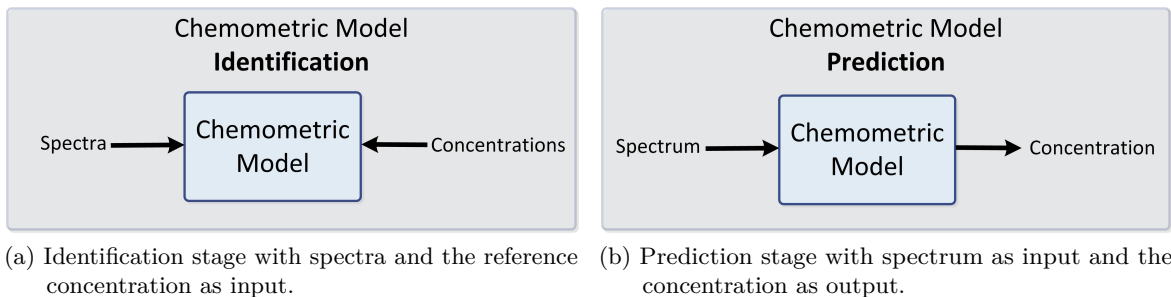 Chemometric Model
Identification
Spectra
Chemometric
Model
Concentrations
(a) Identification stage with spectra and the reference
concentration as input.
Chemometric Model
Prediction
Spectrum
Chemometric
Model
Concentration
(b) Prediction stage with spectrum as input and the
concentration as output.